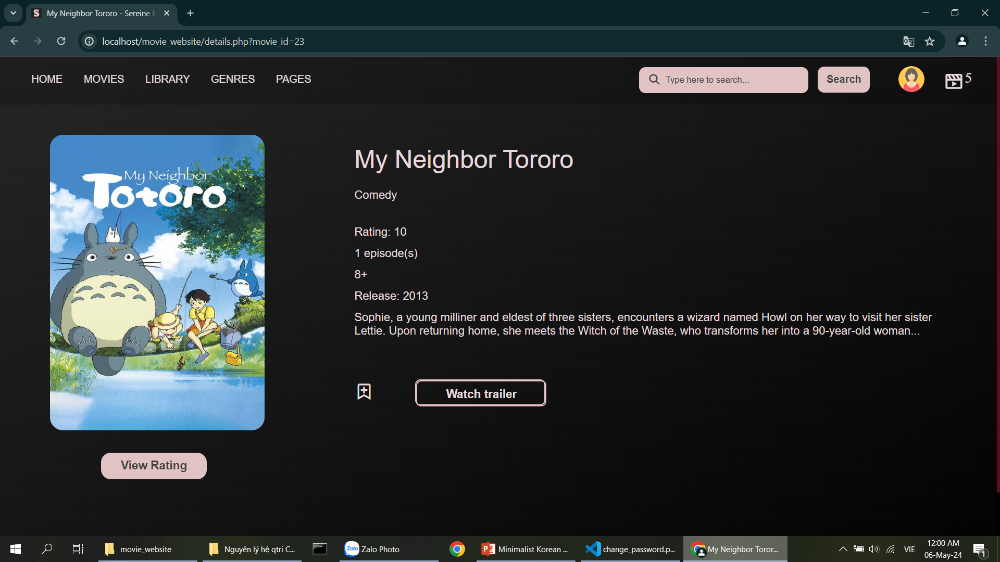 My Neighbor Tororo - Sereine M
localhost/movie_website/details.php?movie_id=23
HOME MOVIES LIBRARY GENRES PAGES Type here to search... Search 5
My Neighbor
Totoro
My Neighbor Tororo
Comedy
Rating: 10
1 episode(s)
8+
Release: 2013
Sophie, a young milliner and eldest of three sisters, encounters a wizard named Howl on her way to visit her sister
Lettie. Upon returning home, she meets the Witch of the Waste, who transforms her into a 90-year-old woman...
Watch trailer
View Rating
movie_website Nguyên lý hệ qtri C... Zalo Zalo Photo Minimalist Korean ... change_password.p... My Neighbor Toror... VIE 12:00 AM
06-May-24 1